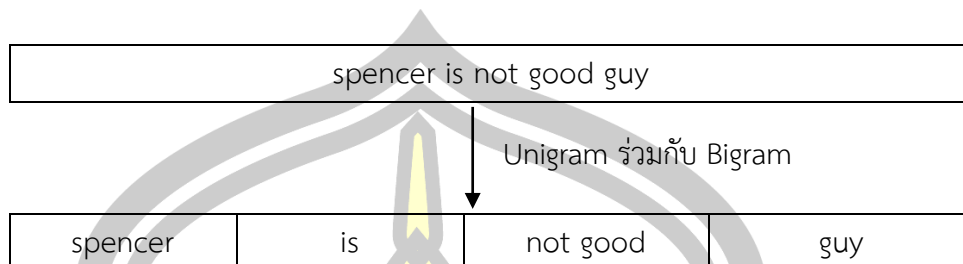 spencer is not good guy
Unigram ร่วมกับ Bigram
spencer is not good guy